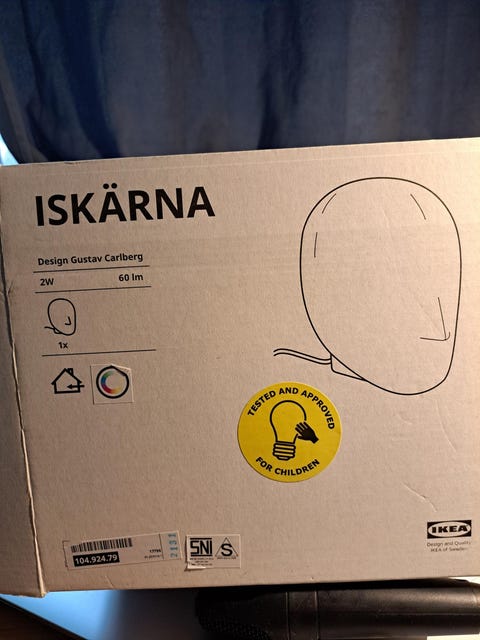 ISKÄRNA
Design Gustav Carlberg
2W 60 lm
1x
TESTED AND APPROVED
FOR CHILDREN
104.924.79
SNI
S
IKEA
Design and Quality
IKEA of Sweden